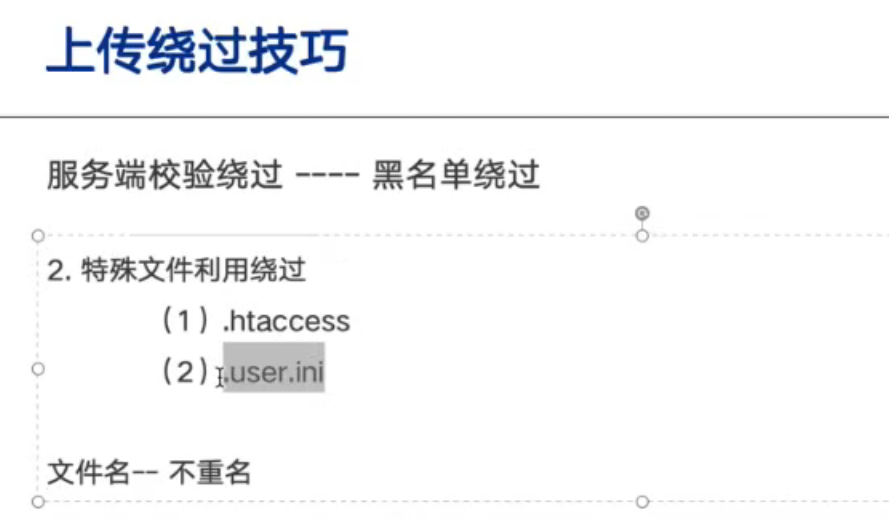 上传绕过技巧
服务端校验绕过 ---- 黑名单绕过
2. 特殊文件利用绕过
（1）.htaccess
（2）.user.ini
文件名-- 不重名